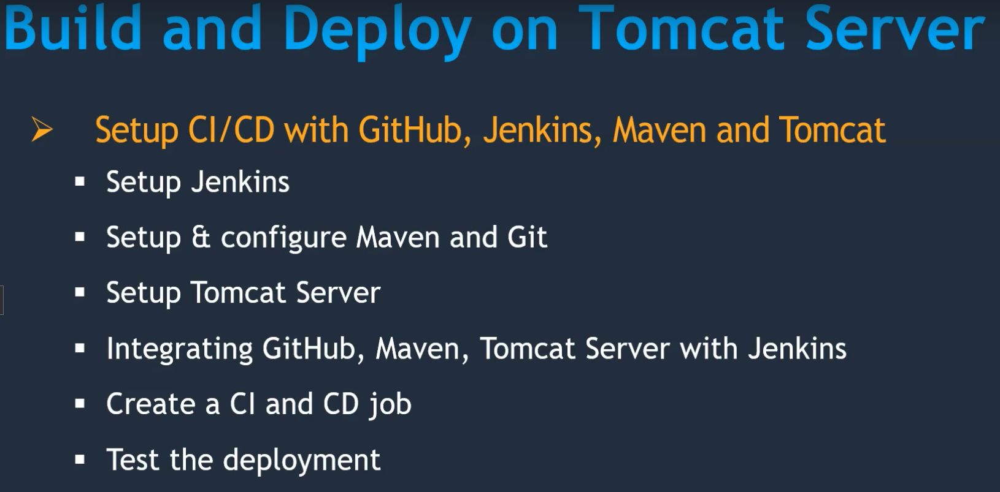 Build and Deploy on Tomcat Server
Setup CI/CD with GitHub, Jenkins, Maven and Tomcat
Setup Jenkins
Setup & configure Maven and Git
Setup Tomcat Server
Integrating GitHub, Maven, Tomcat Server with Jenkins
Create a CI and CD job
Test the deployment